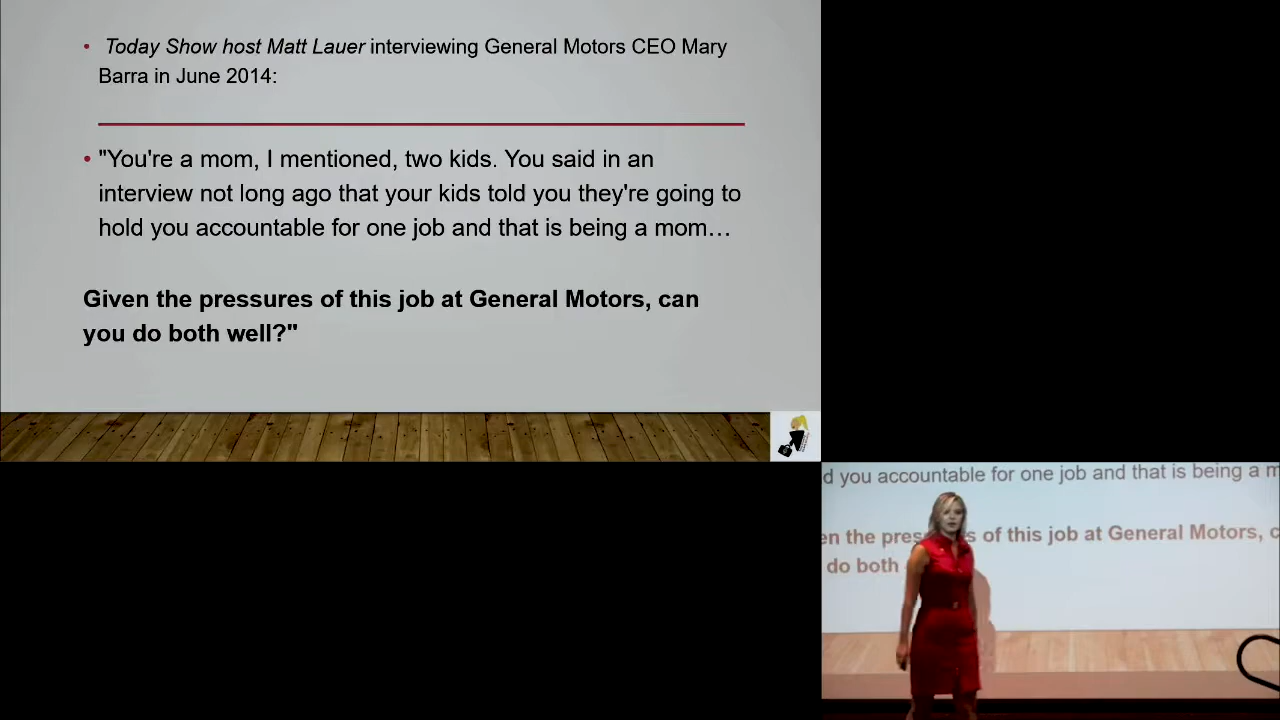 • Today Show host Matt Lauer interviewing General Motors CEO Mary
Barra in June 2014:
• "You're a mom, I mentioned, two kids. You said in an
interview not long ago that your kids told you they're going to
hold you accountable for one job and that is being a mom…
Given the pressures of this job at General Motors, can
you do both well?"
d you accountable for one job and that is being a m
en the pres s of this job at General Motors, c
do both